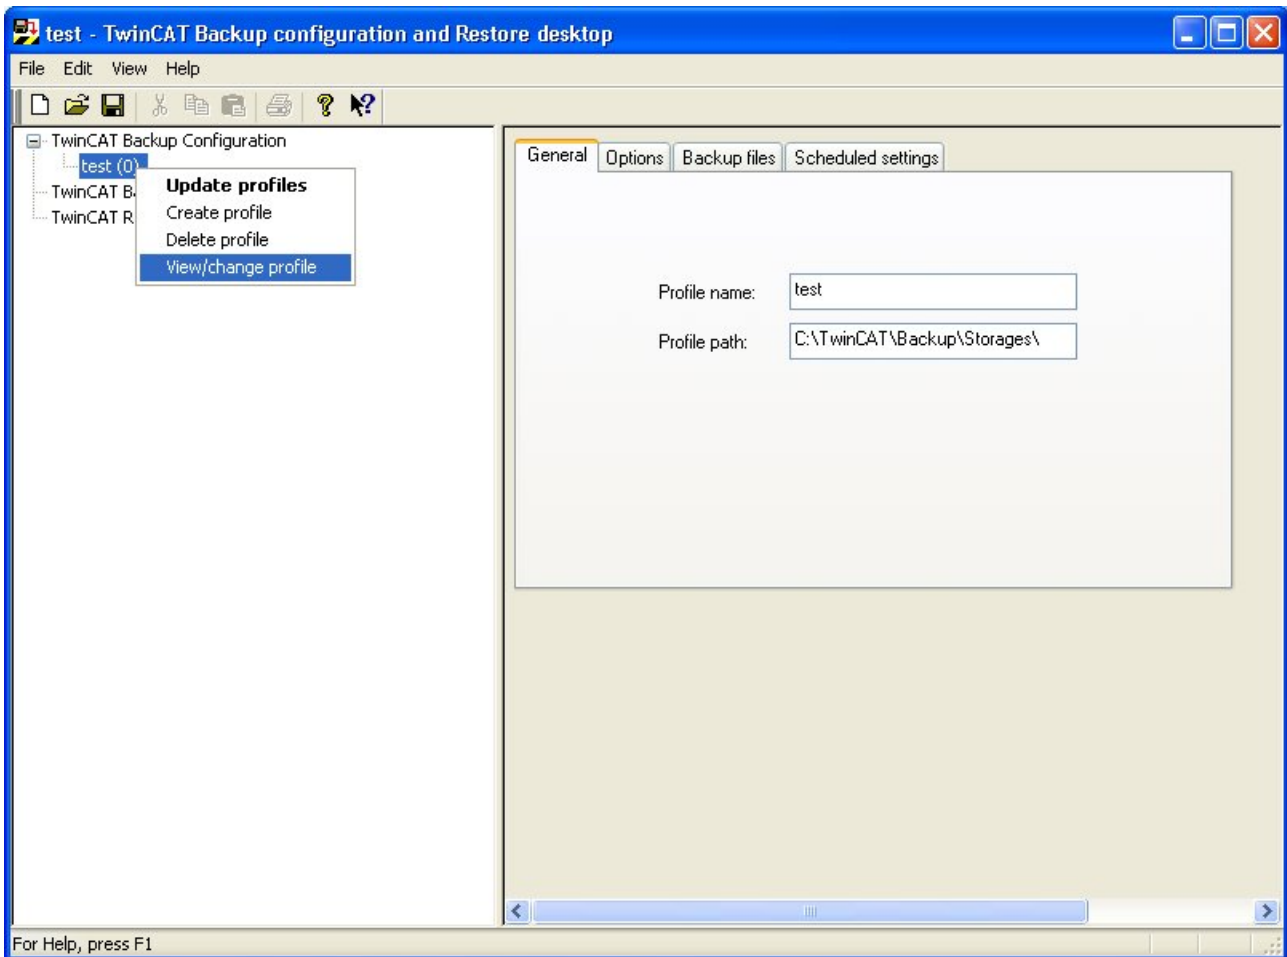 test - TwinCAT Backup configuration and Restore desktop
File Edit View Help
TwinCAT Backup Configuration
test (0)
TwinCAT B
TwinCAT R
Update profiles
Create profile
Delete profile
View/change profile
General Options Backup files Scheduled settings
Profile name: test
Profile path: C:\TwinCAT\Backup\Storages\
For Help, press F1